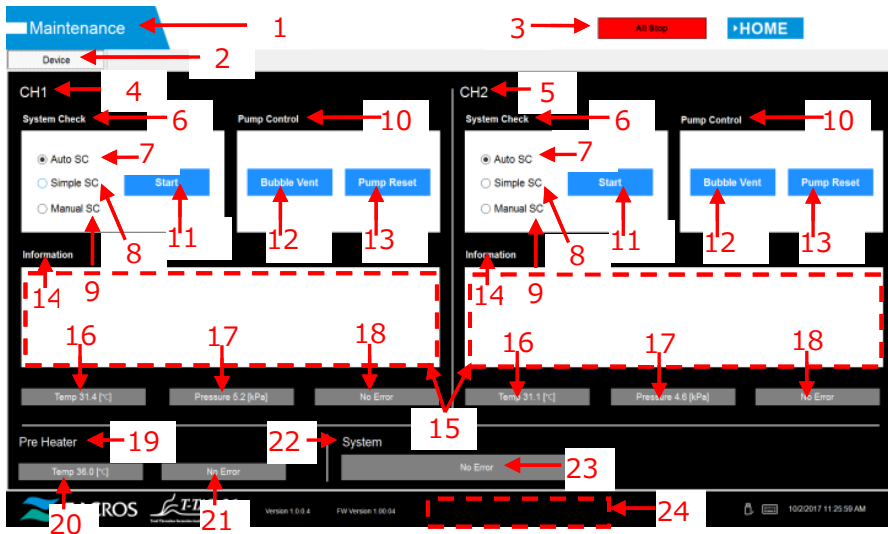 Maintenance 1 3 All Stop HOME
Device 2
CH1 4 CH2 5
System Check 6 Pump Control 10 System Check 6 Pump Control 10
Auto SC 7 Auto SC 7
Simple SC Start Bubble Vent Pump Reset Simple SC Start Bubble Vent Pump Reset
Manual SC 8 11 12 13 Manual SC 8 11 12 13
Information Information
14 9 14 9
16 17 18 16 17 18
Temp 31.4 [℃] Pressure 5.2 [kPa] No Error 15 Temp 31.1 [℃] Pressure 4.6 [kPa] No Error
Pre Heater 19 22 System
Temp 36.0 [℃] No Error No Error 23
20 21 Version 1.0.0.4 FW Version 1.00.04 24 10/2/2017 11:25:59 AM